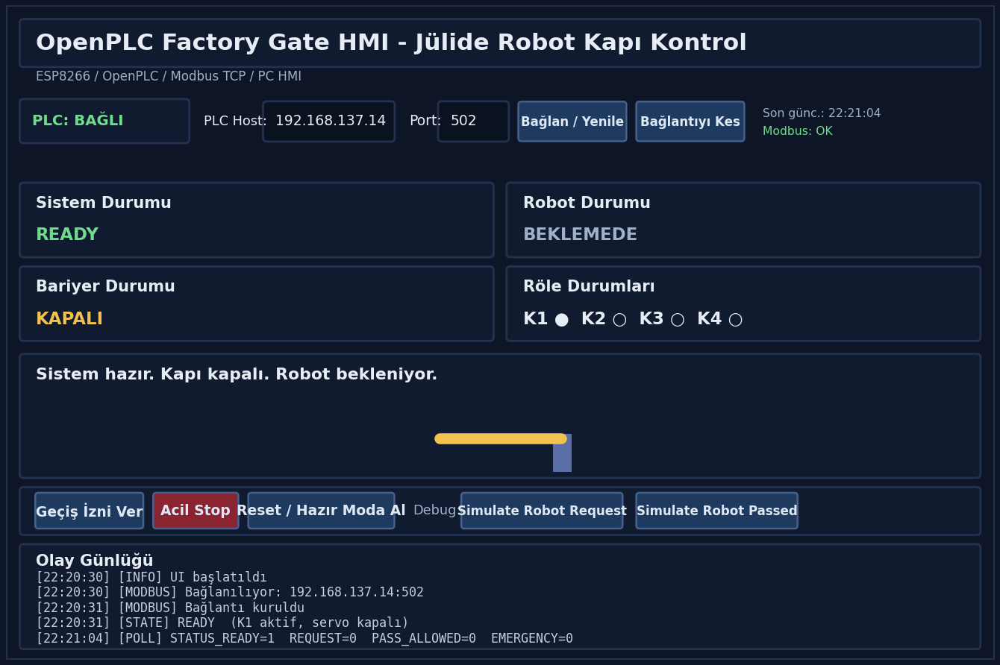 OpenPLC Factory Gate HMI - Jülide Robot Kapı Kontrol
ESP8266 / OpenPLC / Modbus TCP / PC HMI
PLC: BAĞLI
PLC Host: 192.168.137.14
Port: 502
Bağlan / Yenile
Bağlantıyı Kes
Son günc.: 22:21:04
Modbus: OK
Sistem Durumu
READY
Robot Durumu
BEKLEMEDE
Bariyer Durumu
KAPALI
Röle Durumları
K1 ● K2 ○ K3 ○ K4 ○
Sistem hazır. Kapı kapalı. Robot bekleniyor.
Geçiş İzni Ver
Acil Stop
Reset / Hazır Moda Al
Debug:
Simulate Robot Request
Simulate Robot Passed
Olay Günlüğü
[22:20:30] [INFO] UI başlatıldı
[22:20:30] [MODBUS] Bağlanılıyor: 192.168.137.14:502
[22:20:31] [MODBUS] Bağlantı kuruldu
[22:20:31] [STATE] READY  (K1 aktif, servo kapalı)
[22:21:04] [POLL] STATUS_READY=1  REQUEST=0  PASS_ALLOWED=0  EMERGENCY=0